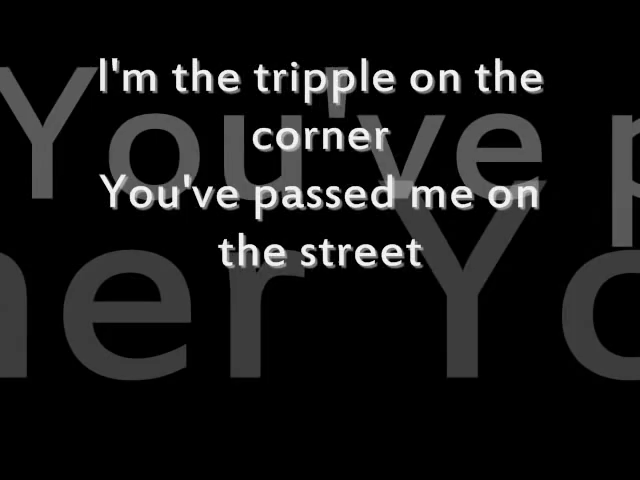 I'm the tripple on the
corner
You've passed me on
the street
You've p
ner Yo